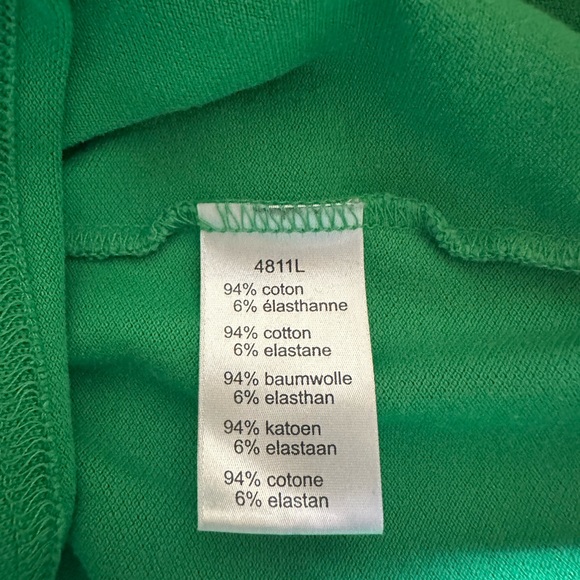 4811L
94% coton
6% élasthanne
94% cotton
6% elastane
94% baumwolle
6% elasthan
94% katoen
6% elastaan
94% cotone
6% elastan